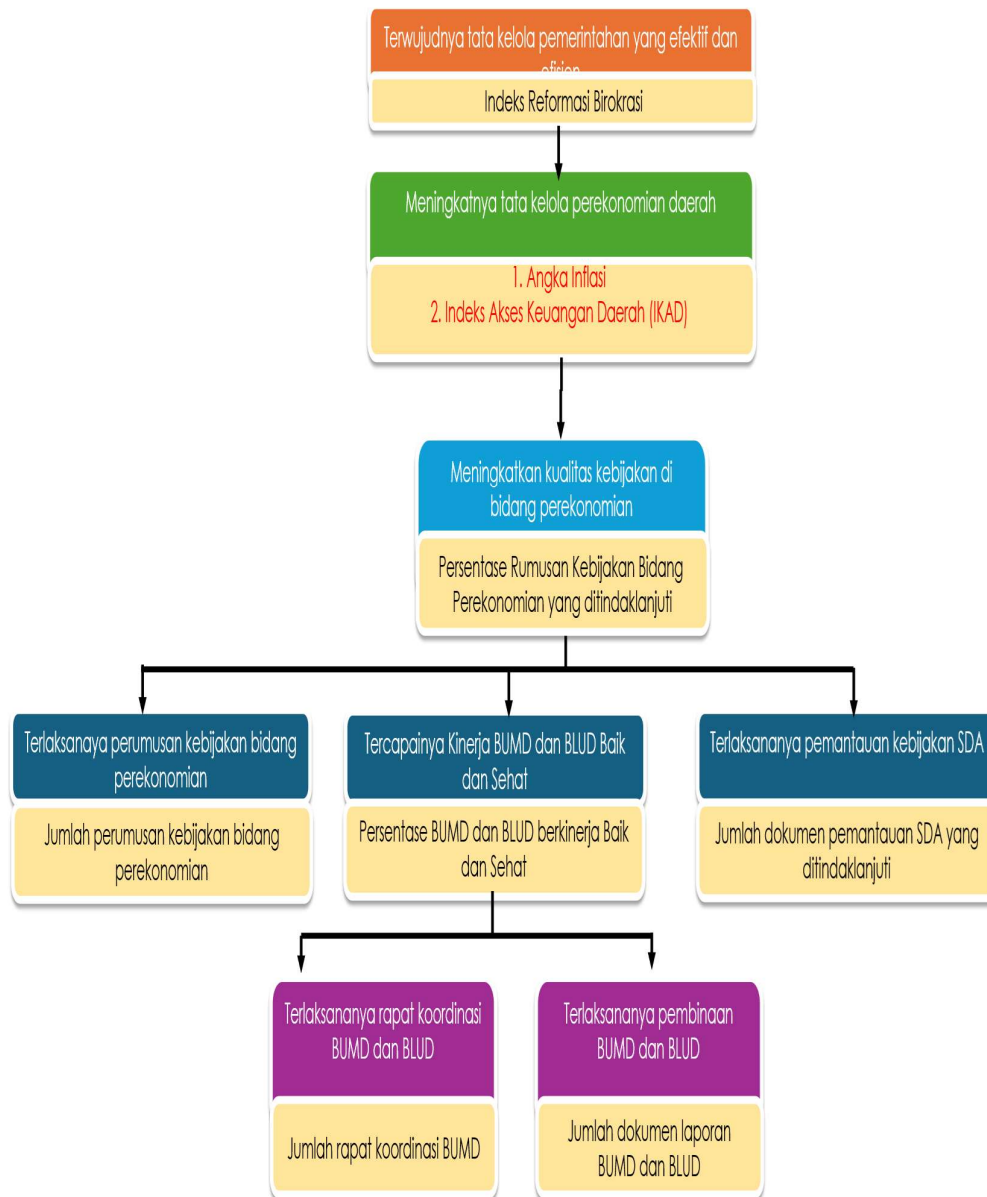 Terwujudnya tata kelola pemerintahan yang efektif dan
efisien
Indeks Reformasi Birokrasi
Meningkatnya tata kelola perekonomian daerah
1. Angka Inflasi
2. Indeks Akses Keuangan Daerah (IKAD)
Meningkatkan kualitas kebijakan di
bidang perekonomian
Persentase Rumusan Kebijakan Bidang
Perekonomian yang ditindaklanjuti
Terlaksanaya perumusan kebijakan bidang
perekonomian
Jumlah perumusan kebijakan bidang
perekonomian
Tercapainya Kinerja BUMD dan BLUD Baik
dan Sehat
Persentase BUMD dan BLUD berkinerja Baik
dan Sehat
Terlaksananya pemantauan kebijakan SDA
Jumlah dokumen pemantauan SDA yang
ditindaklanjuti
Terlaksananya rapat koordinasi
BUMD dan BLUD
Jumlah rapat koordinasi BUMD
Terlaksananya pembinaan
BUMD dan BLUD
Jumlah dokumen laporan
BUMD dan BLUD